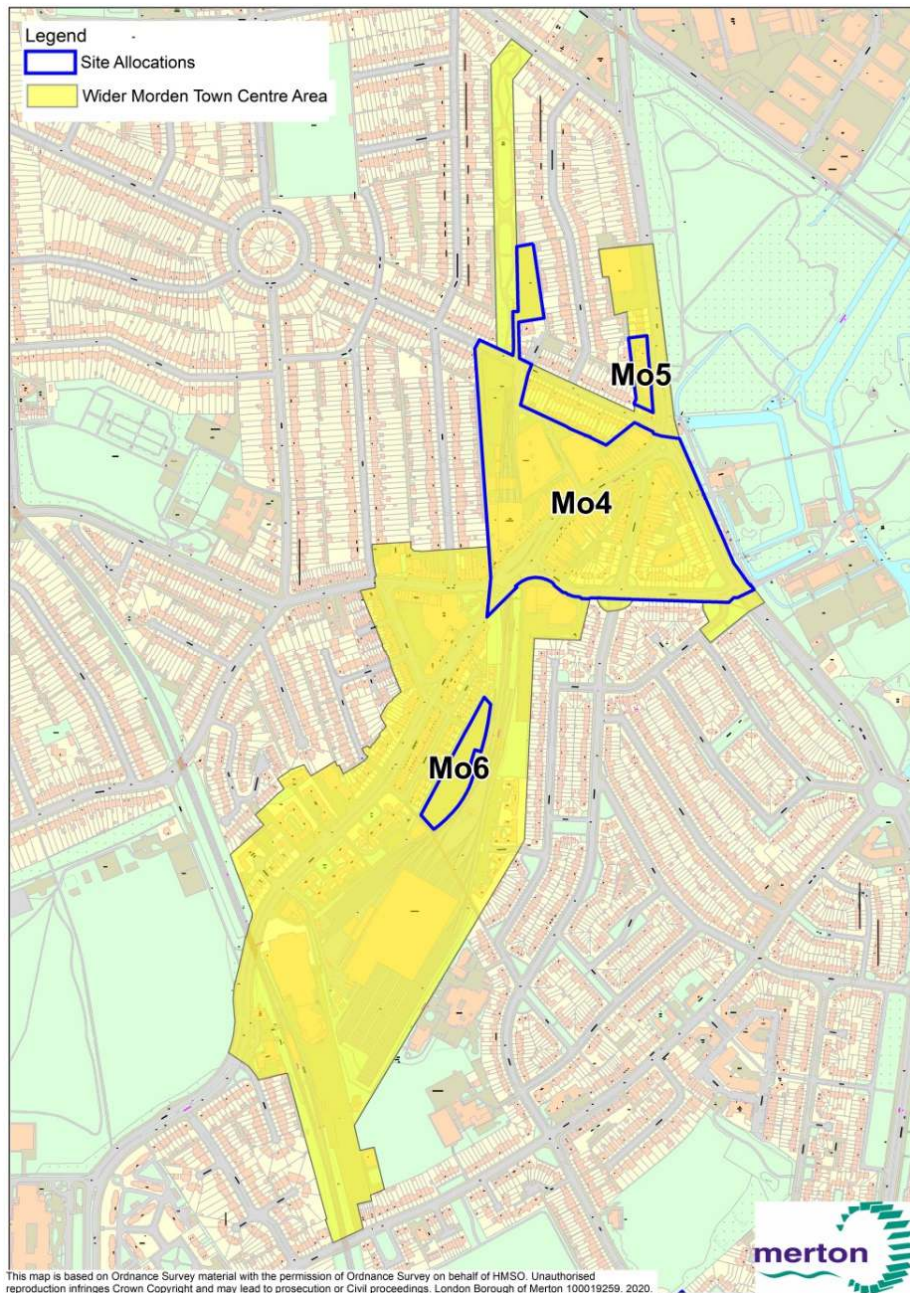 Legend
Site Allocations
Wider Morden Town Centre Area
Mo5
Mo4
Mo6
merton
This map is based on Ordnance Survey material with the permission of Ordnance Survey on behalf of HMSO. Unauthorised
reproduction infringes Crown Copyright and may lead to prosecution or Civil proceedings. London Borough of Merton 100019259. 2020.